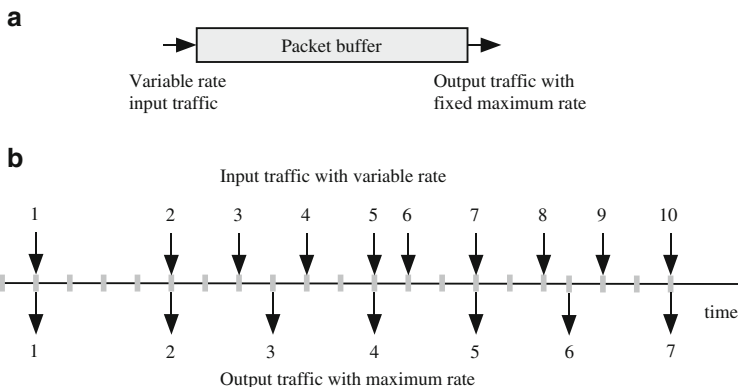 a
Packet buffer
Variable rate
input traffic
Output traffic with
fixed maximum rate
b
Input traffic with variable rate
1 2 3 4 5 6 7 8 9 10
time
1 2 3 4 5 6 7
Output traffic with maximum rate